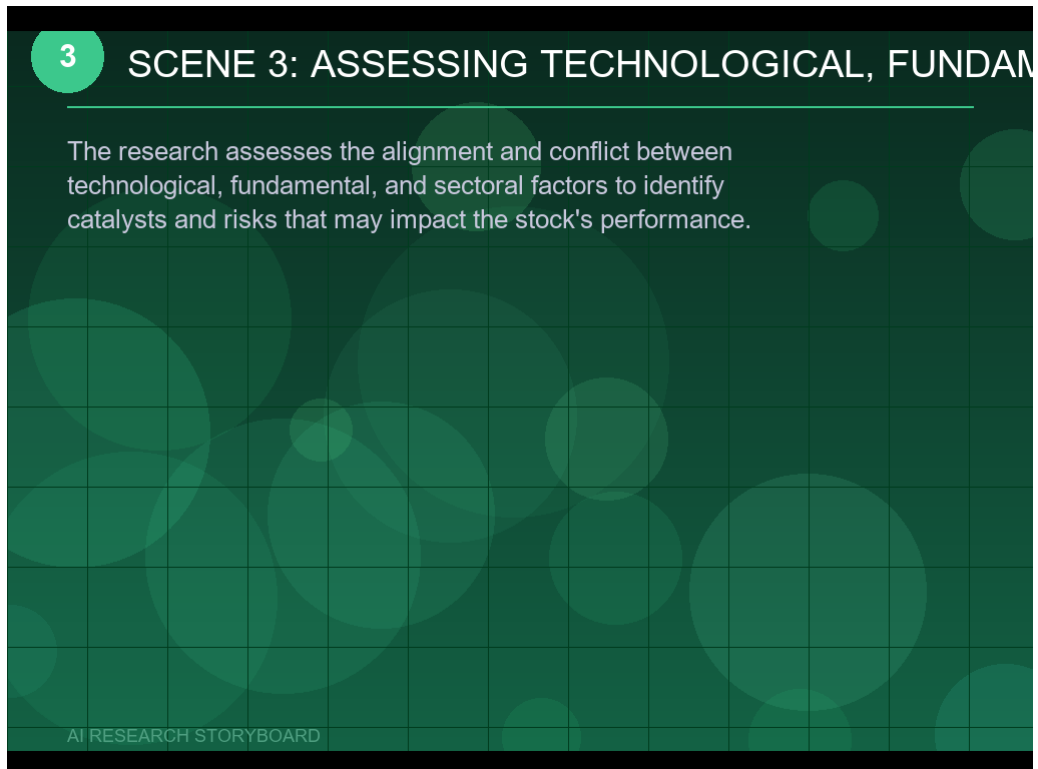 3
SCENE 3: ASSESSING TECHNOLOGICAL, FUNDAM
The research assesses the alignment and conflict between
technological, fundamental, and sectoral factors to identify
catalysts and risks that may impact the stock's performance.
AI RESEARCH STORYBOARD